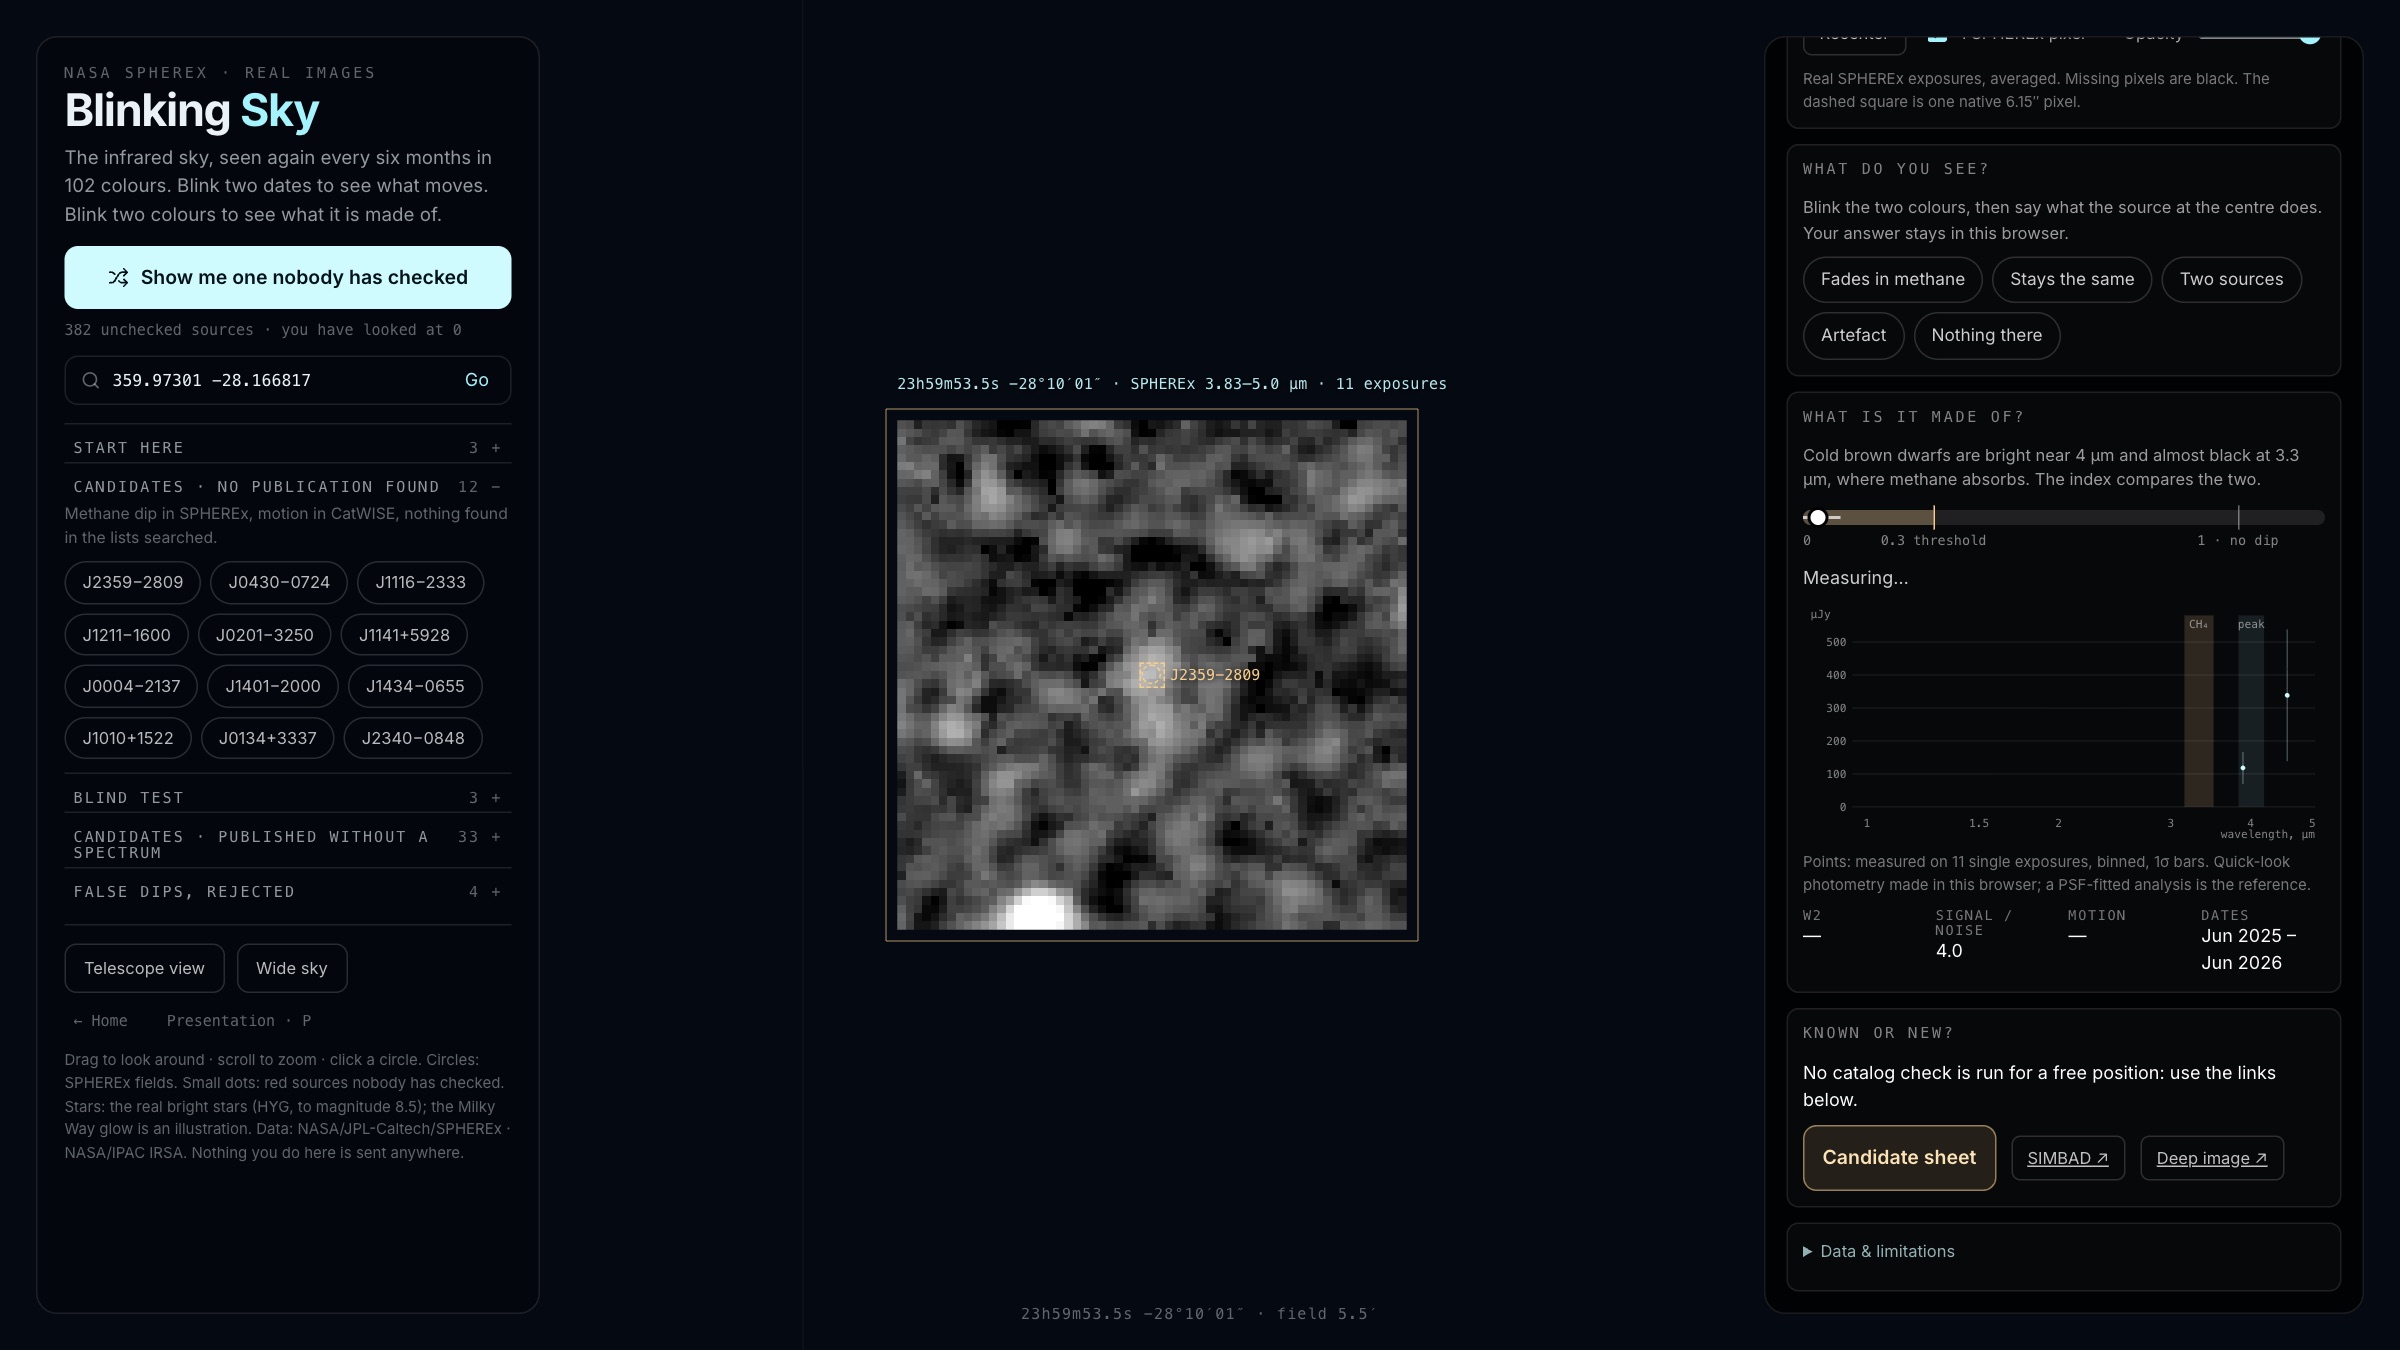 NASA SPHEREX · REAL IMAGES
Blinking Sky
The infrared sky, seen again every six months in
102 colours. Blink two dates to see what moves.
Blink two colours to see what it is made of.
Show me one nobody has checked
382 unchecked sources · you have looked at 0
359.97301 −28.166817
Go
START HERE 3 +
CANDIDATES · NO PUBLICATION FOUND 12 −
Methane dip in SPHEREx, motion in CatWISE, nothing found
in the lists searched.
J2359−2809 J0430−0724 J1116−2333
J1211−1600 J0201−3250 J1141+5928
J0004−2137 J1401−2000 J1434−0655
J1010+1522 J0134+3337 J2340−0848
BLIND TEST 3 +
CANDIDATES · PUBLISHED WITHOUT A 33 +
SPECTRUM
FALSE DIPS, REJECTED 4 +
Telescope view Wide sky
← Home Presentation · P
Drag to look around · scroll to zoom · click a circle. Circles:
SPHEREx fields. Small dots: red sources nobody has checked.
Stars: the real bright stars (HYG, to magnitude 8.5); the Milky
Way glow is an illustration. Data: NASA/JPL-Caltech/SPHEREx ·
NASA/IPAC IRSA. Nothing you do here is sent anywhere.
23h59m53.5s −28°10′01″ · SPHEREx 3.83–5.0 µm · 11 exposures
J2359−2809
23h59m53.5s −28°10′01″ · field 5.5′
Real SPHEREx exposures, averaged. Missing pixels are black. The
dashed square is one native 6.15″ pixel.
WHAT DO YOU SEE?
Blink the two colours, then say what the source at the centre does.
Your answer stays in this browser.
Fades in methane Stays the same Two sources
Artefact Nothing there
WHAT IS IT MADE OF?
Cold brown dwarfs are bright near 4 µm and almost black at 3.3
µm, where methane absorbs. The index compares the two.
0 0.3 threshold 1 · no dip
Measuring…
µJy
CH₄ peak
500
400
300
200
100
0
1 1.5 2 3 4 5
wavelength, µm
Points: measured on 11 single exposures, binned, 1σ bars. Quick-look
photometry made in this browser; a PSF-fitted analysis is the reference.
W2
—
SIGNAL /
NOISE
4.0
MOTION
—
DATES
Jun 2025 –
Jun 2026
KNOWN OR NEW?
No catalog check is run for a free position: use the links
below.
Candidate sheet SIMBAD ↗ Deep image ↗
▶ Data & limitations